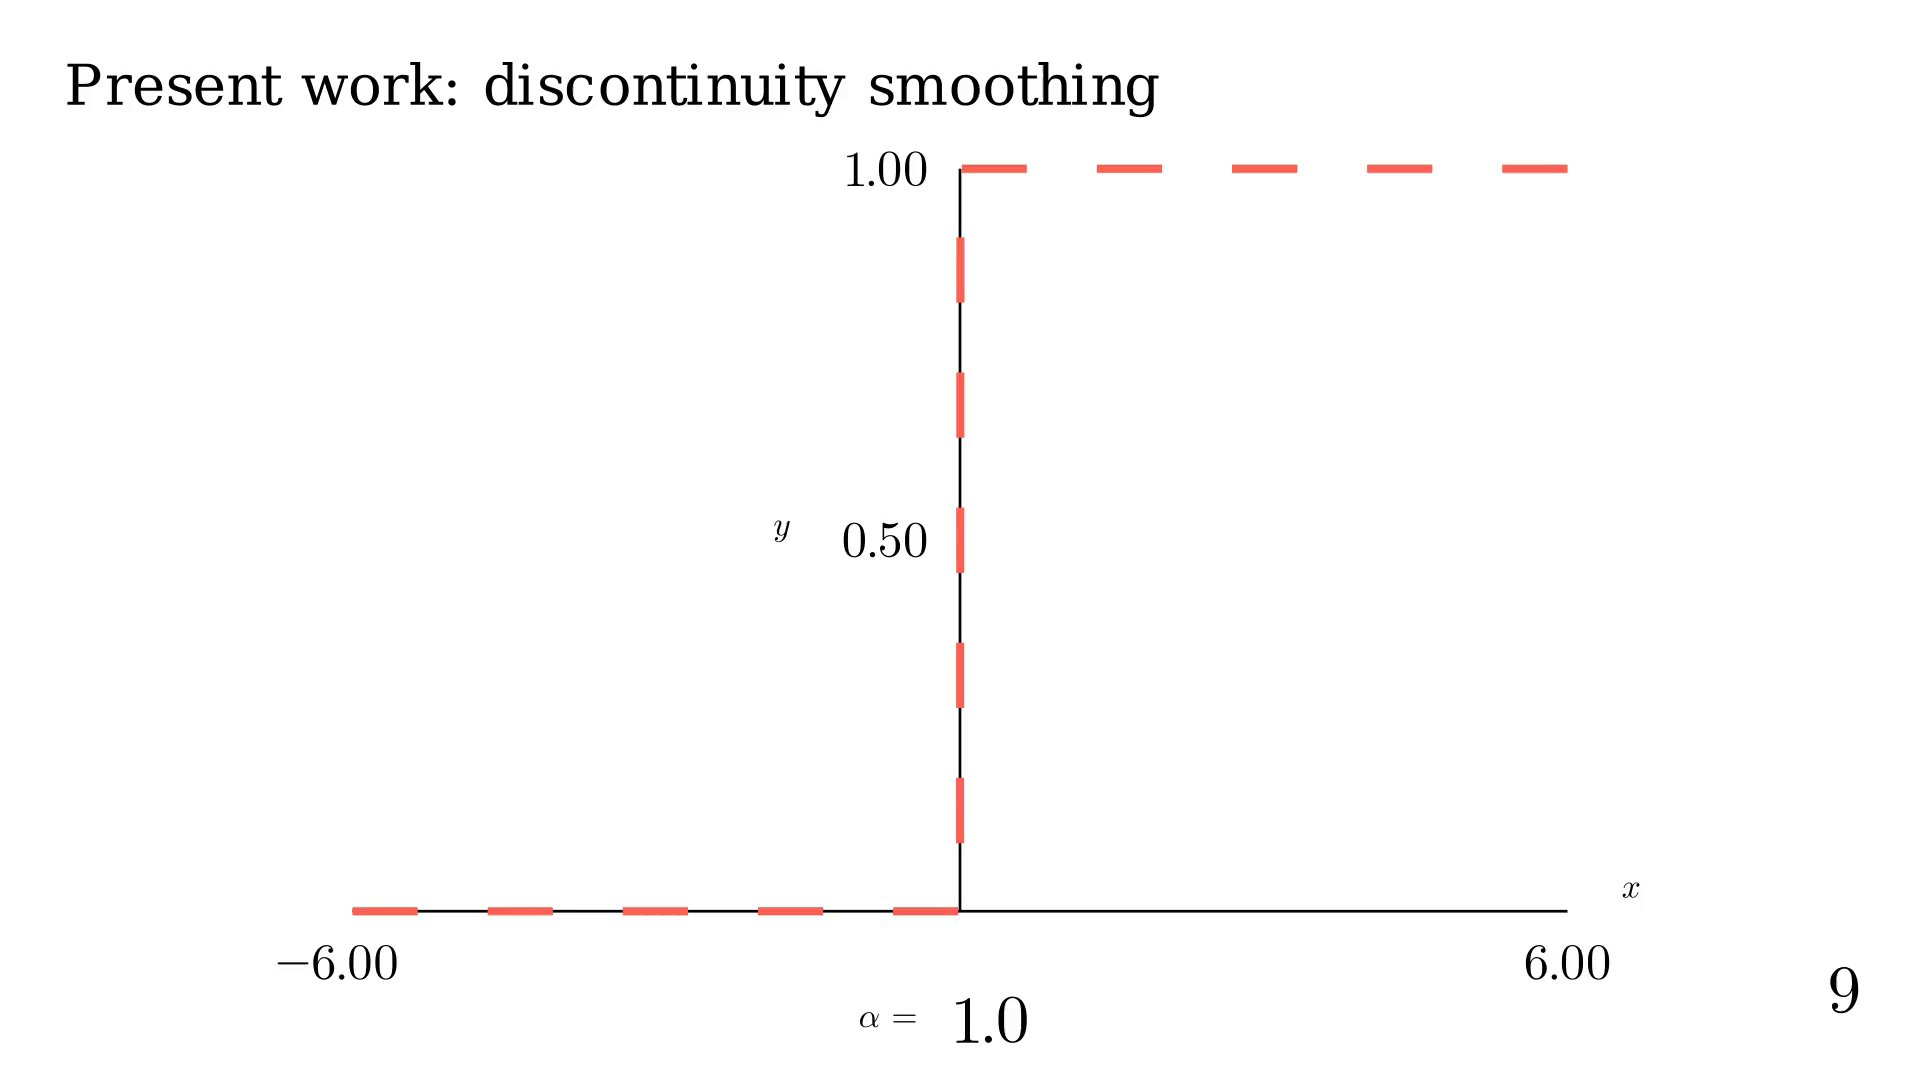 Present work: discontinuity smoothing
1.00
y 0.50
x
−6.00 6.00
α = 1.0
9